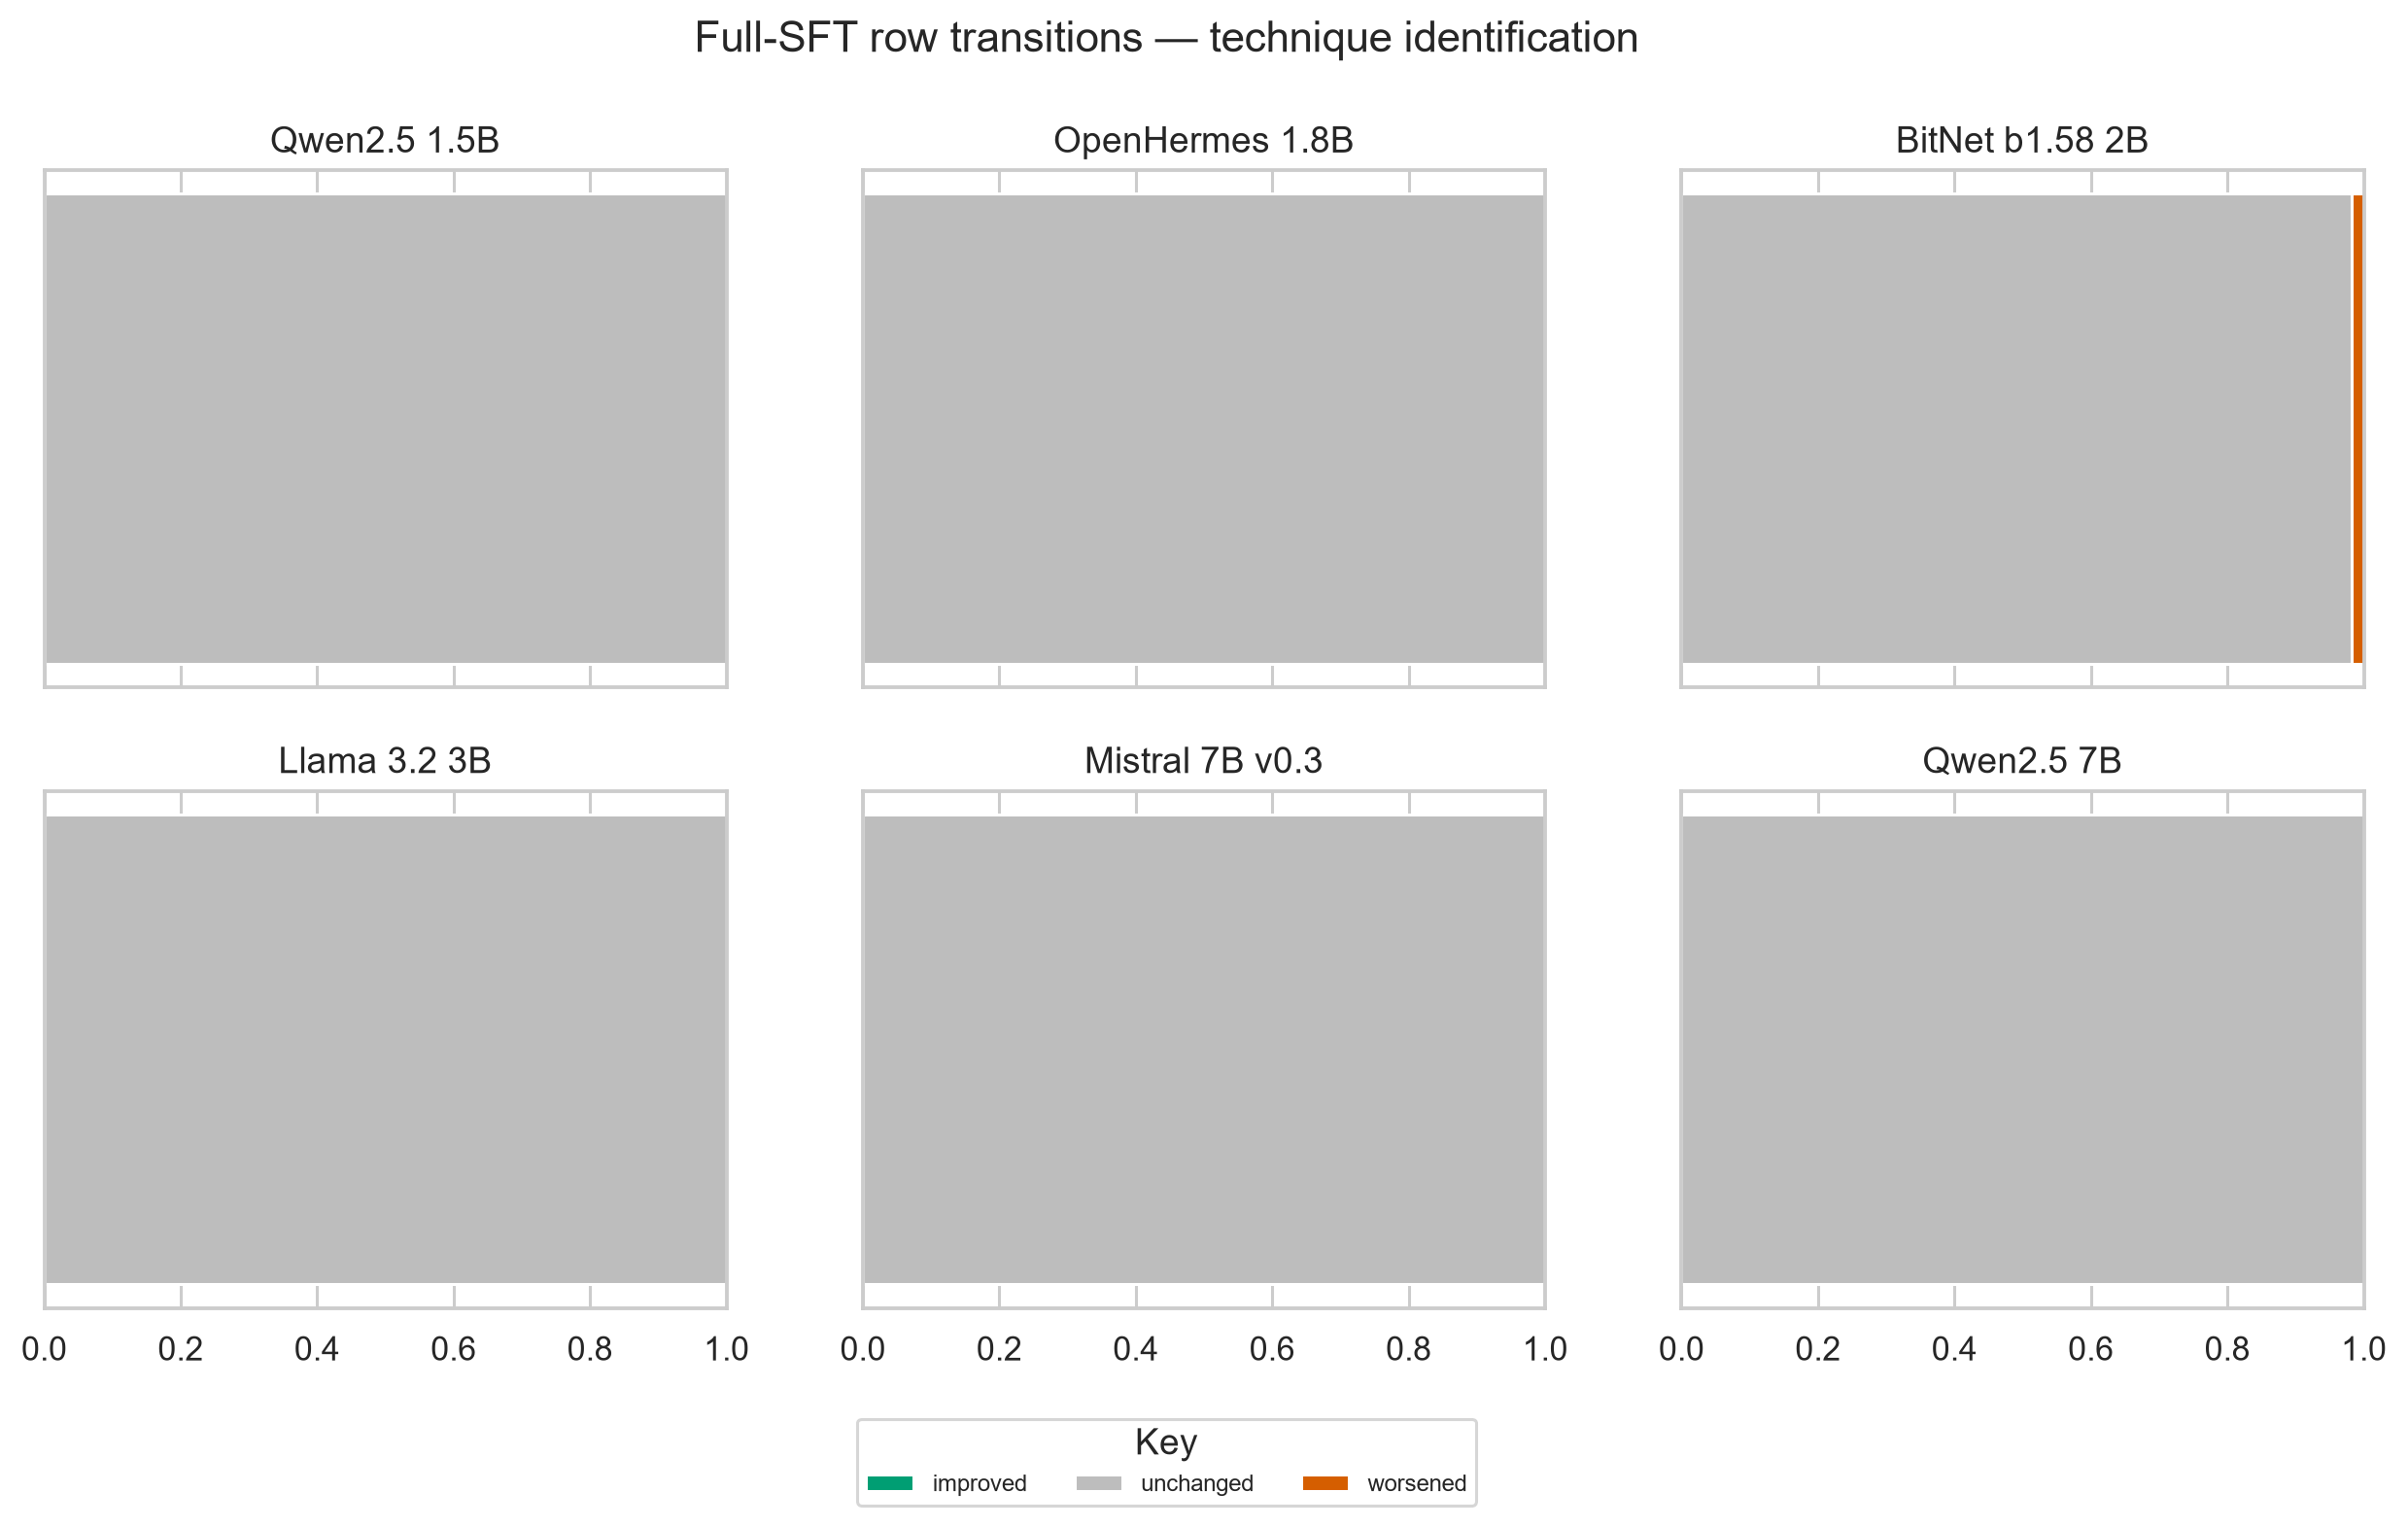 Full-SFT row transitions — technique identification
Qwen2.5 1.5B
OpenHermes 1.8B
BitNet b1.58 2B
Llama 3.2 3B
Mistral 7B v0.3
Qwen2.5 7B
0.0 0.2 0.4 0.6 0.8 1.0
0.0 0.2 0.4 0.6 0.8 1.0
0.0 0.2 0.4 0.6 0.8 1.0
Key
improved unchanged worsened